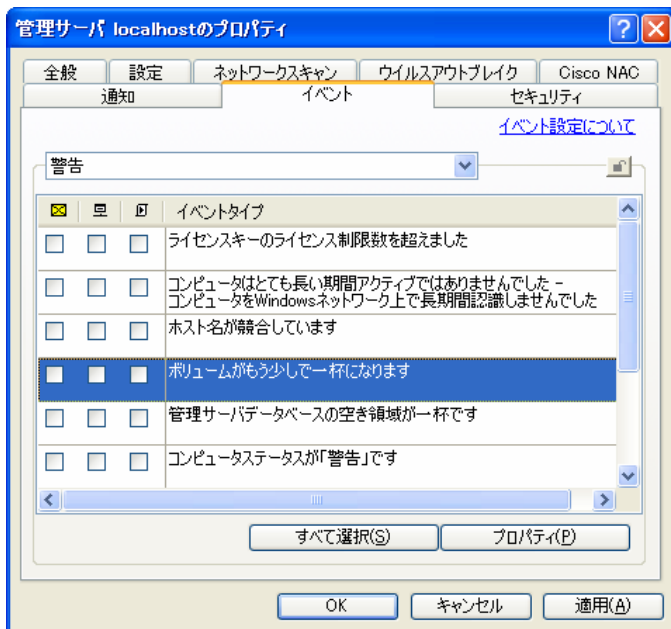 管理サーバ localhostのプロパティ
全般 設定 ネットワークスキャン ウイルスアウトブレイク Cisco NAC
通知 イベント セキュリティ
イベント設定について
警告
イベントタイプ
ライセンスキーのライセンス制限数を超えました
コンピュータはとても長い期間アクティブではありませんでした -
コンピュータをWindowsネットワーク上で長期間認識しませんでした
ホスト名が競合しています
ボリュームがもう少しで一杯になります
管理サーバデータベースの空き領域が一杯です
コンピュータステータスが「警告」です
すべて選択(S) プロパティ(P)
OK キャンセル 適用(A)